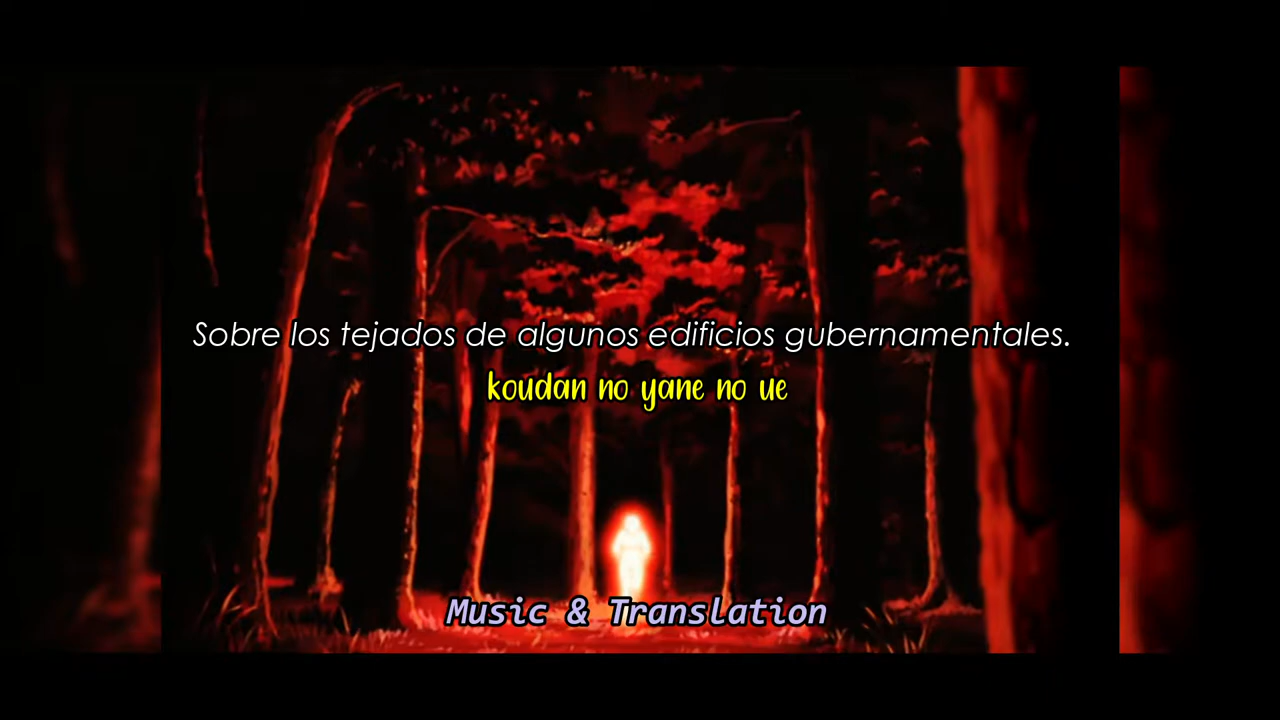 Sobre los tejados de algunos edificios gubernamentales.
koudan no yane no ue
Music & Translation